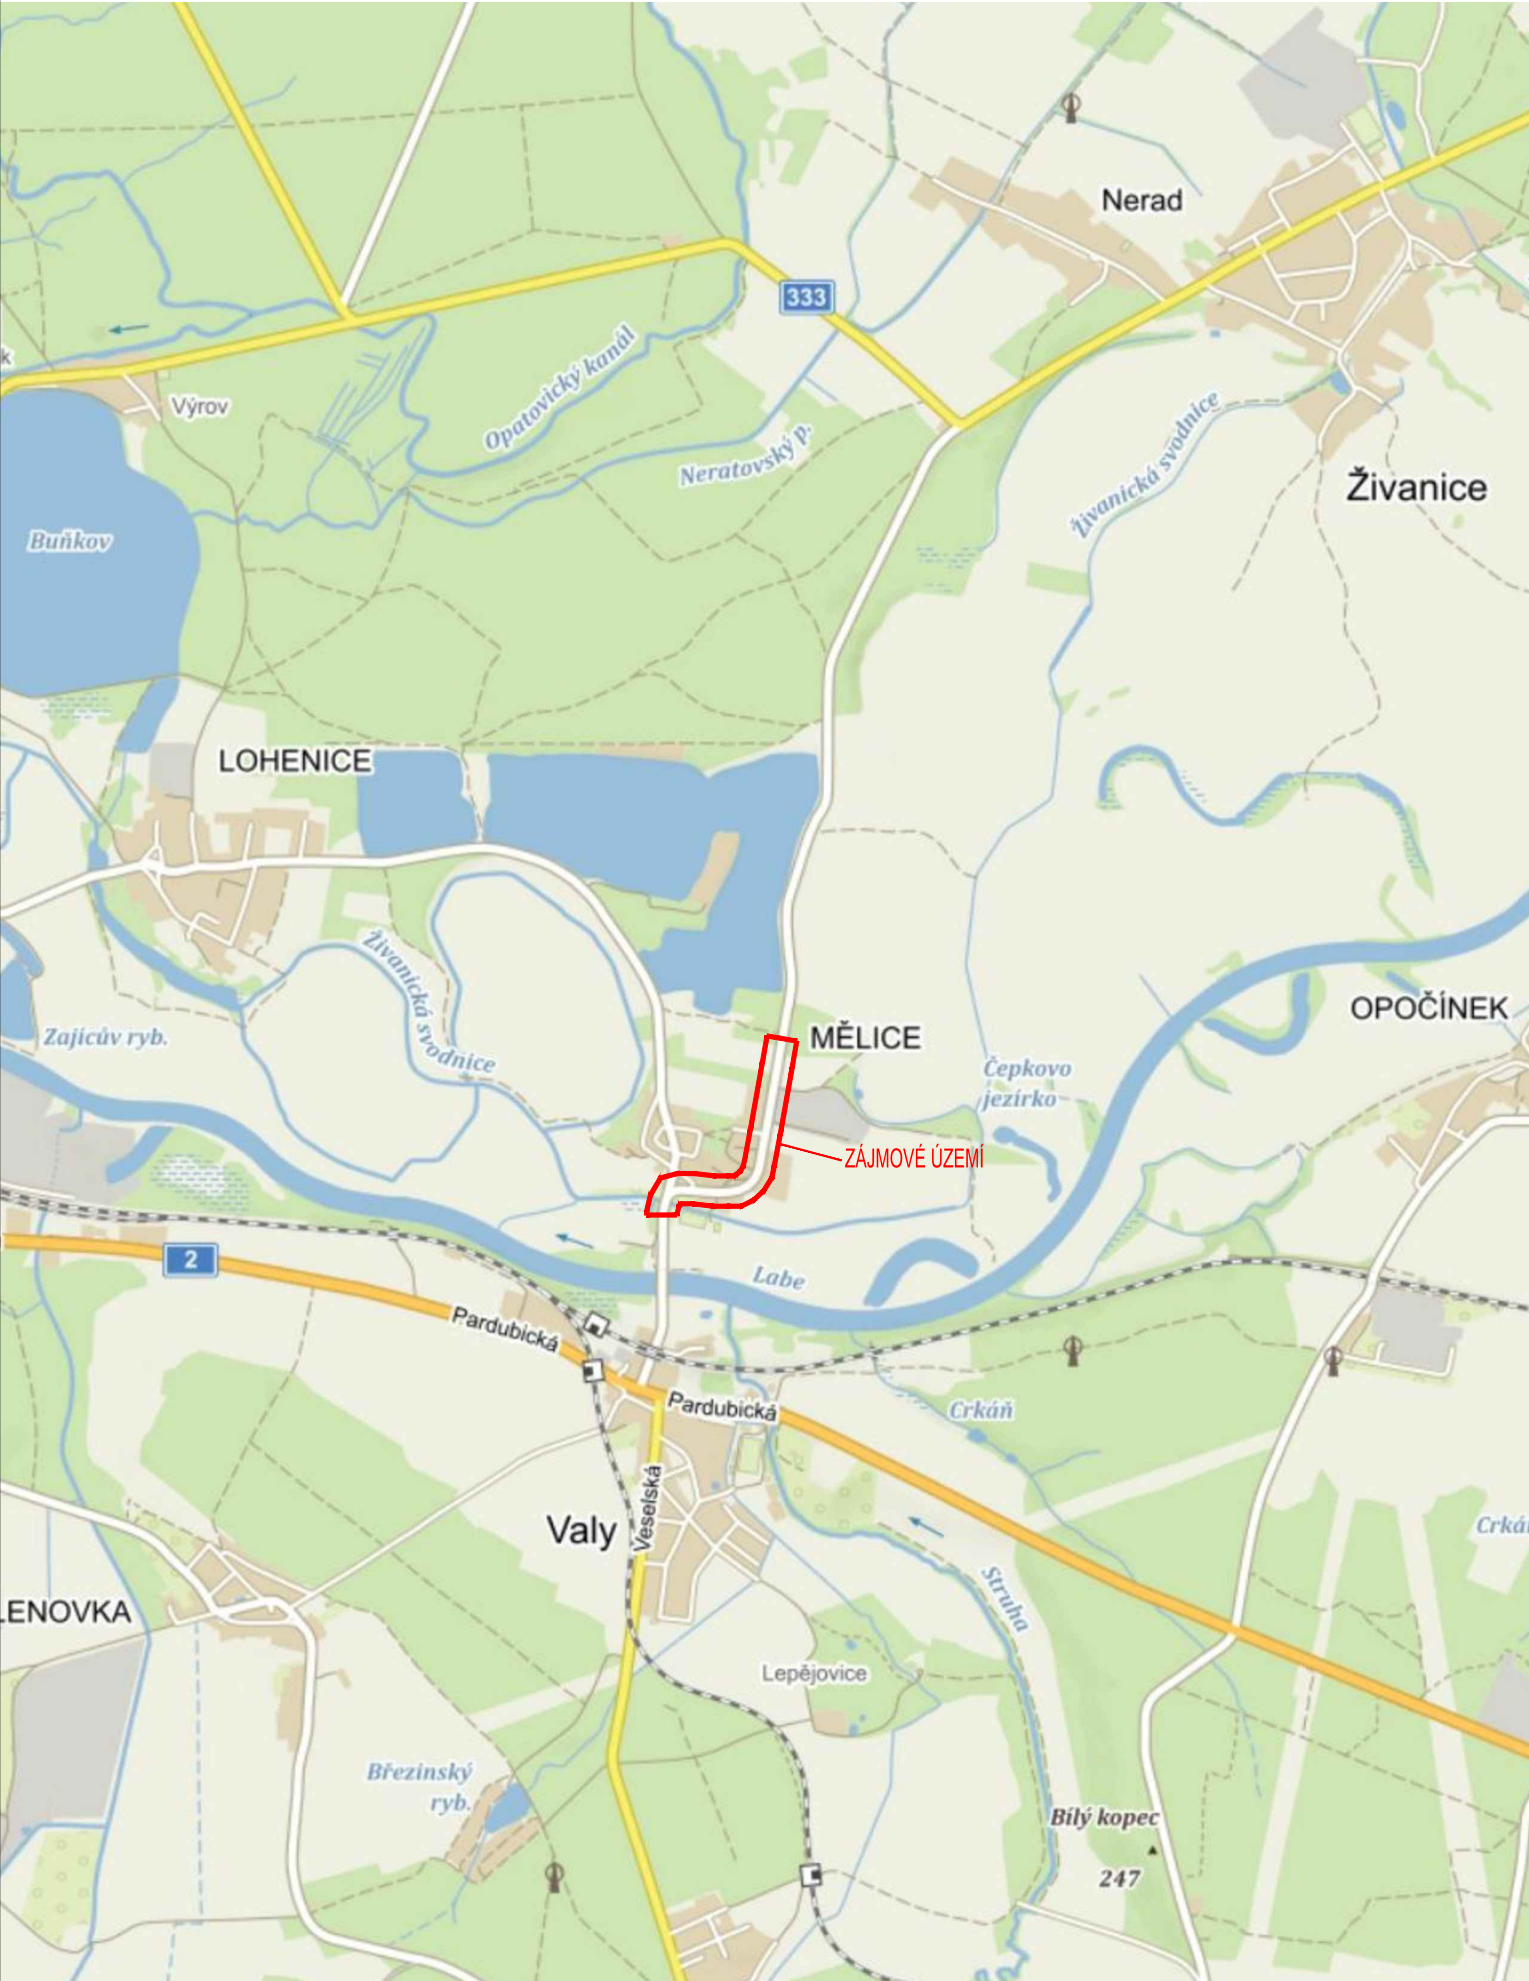 Nerad
333
k
Výrov
Opatovický kanál
Neratovský p.
Živanická svodnice
Živanice
Buňkov
LOHENICE
Živanická svodnice
Zajícův ryb.
MĚLICE
OPOČÍNEK
Čepkovo
jezírko
ZÁJMOVÉ ÚZEMÍ
2
Labe
Pardubická
Pardubická
Crkáň
Veselská
Valy
Crkáň
Struha
LENOVKA
Lepějovice
Březinský
ryb.
Bílý kopec
247